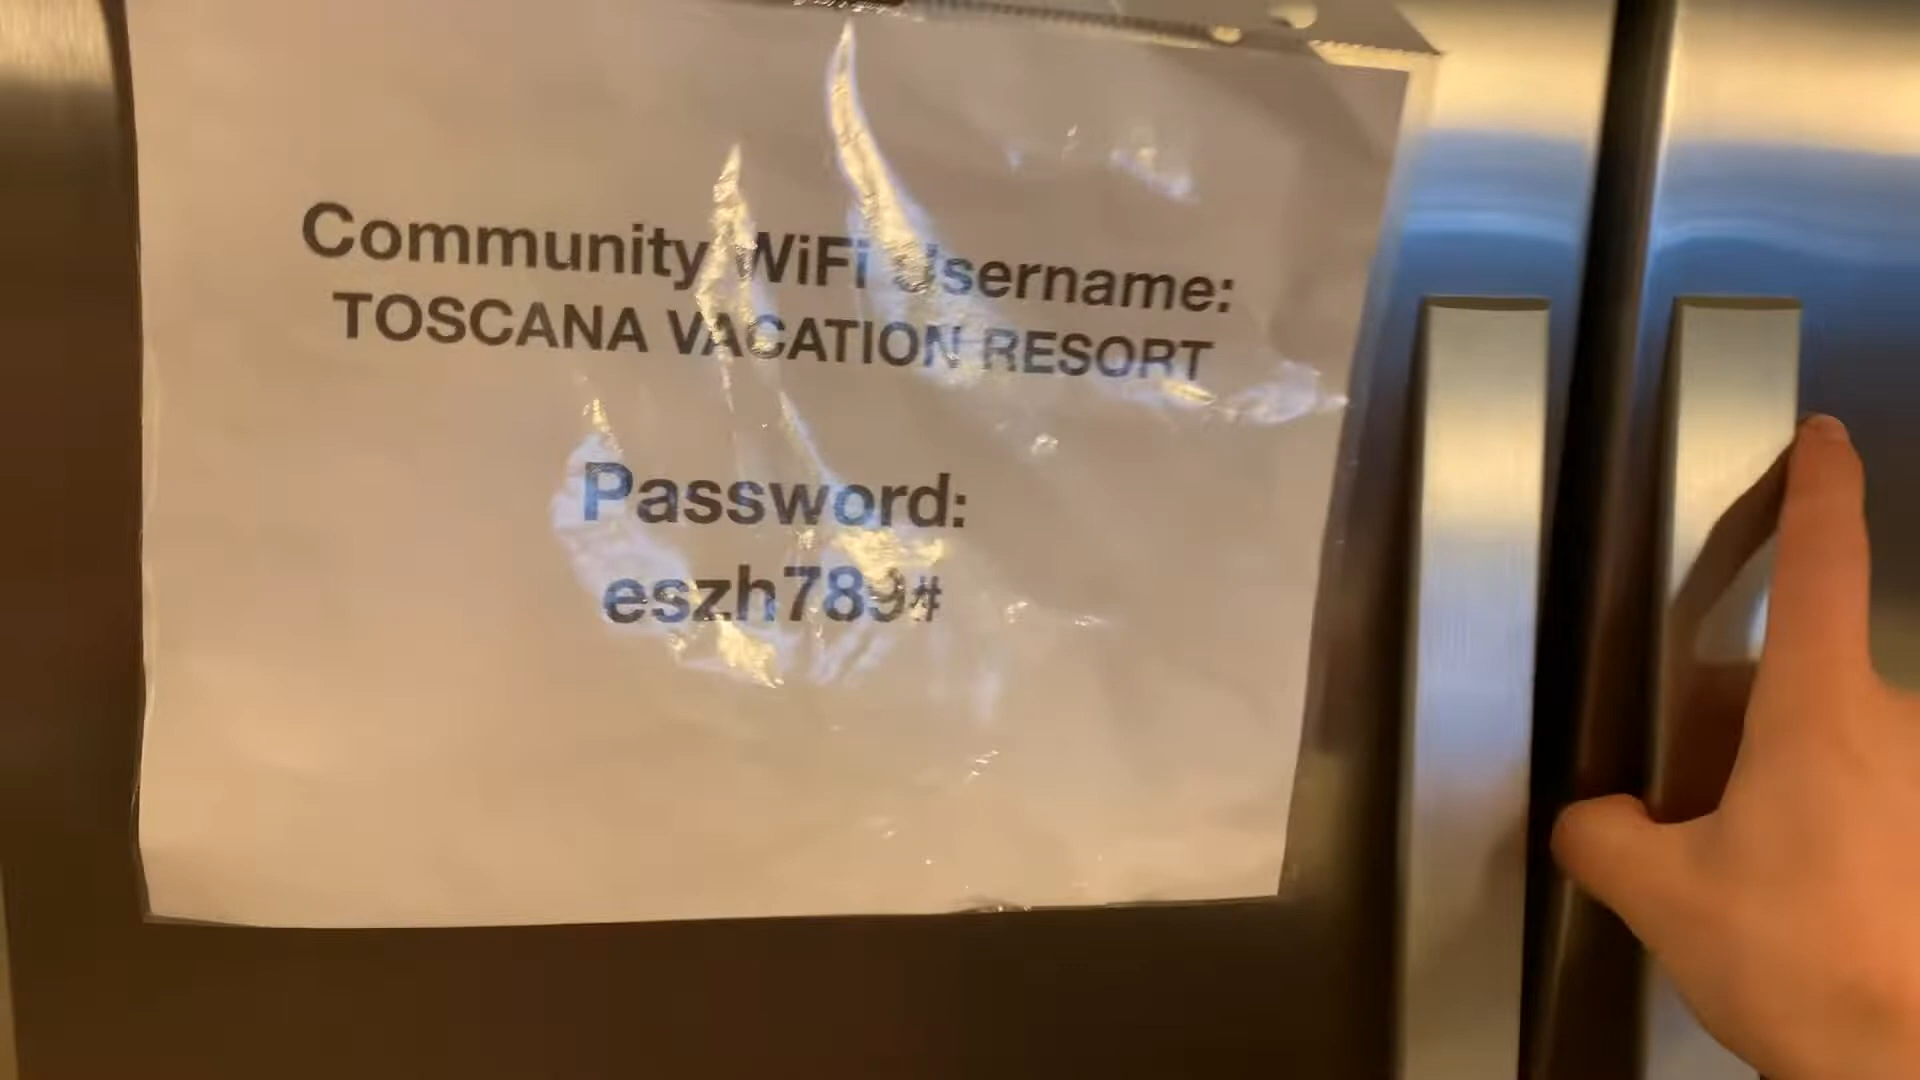 Community WiFi Username:
TOSCANA VACATION RESORT
Password:
eszh789#